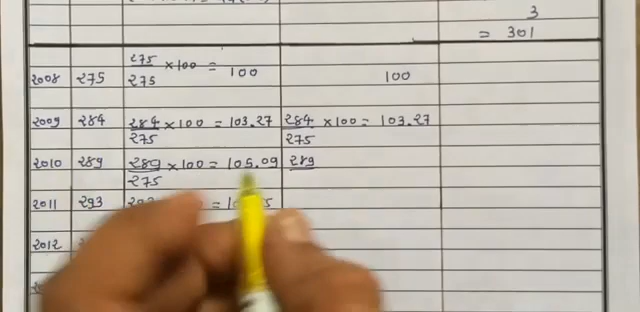 3
= 301
275
2008 275 275 × 100 = 100 100
2009 284 284 × 100 = 103.27 284 × 100 = 103.27
275 275
2010 289 289 × 100 = 105.09 289
275
2011 293
2012